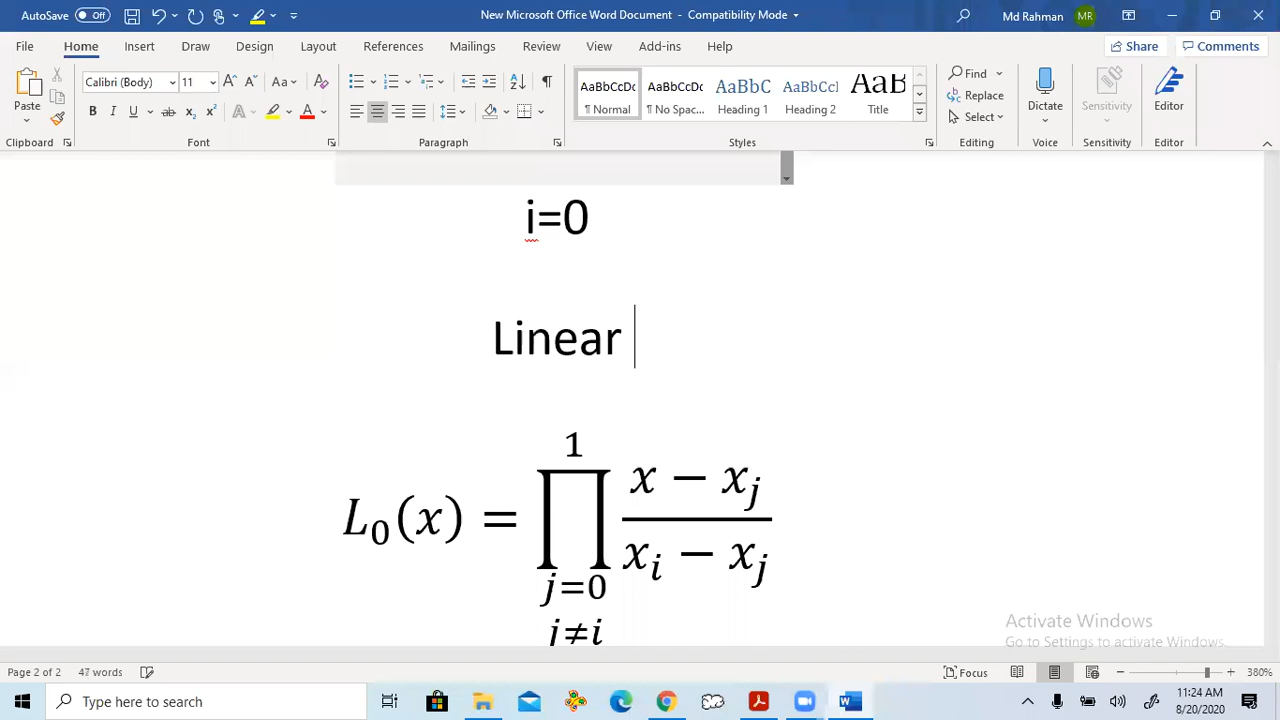 AutoSave Off New Microsoft Office Word Document - Compatibility Mode Md Rahman MR
File Home Insert Draw Design Layout References Mailings Review View Add-ins Help Share Comments
Paste Calibri (Body) 11 Aa AaBbCcDc AaBbCcDc AaBbC AaBbCcI AaB Find Dictate Sensitivity Editor
B I U ab x₂ x² A A ¶ Normal ¶ No Spac... Heading 1 Heading 2 Title Replace
Select
Clipboard Font Paragraph Styles Editing Voice Sensitivity Editor
i=0
Linear
1
L₀(x) = ∏ x − xⱼ
xᵢ − xⱼ
j=0
j≠i
Activate Windows
Go to Settings to activate Windows.
Page 2 of 2 47 words Focus 380%
Type here to search 11:24 AM
8/20/2020